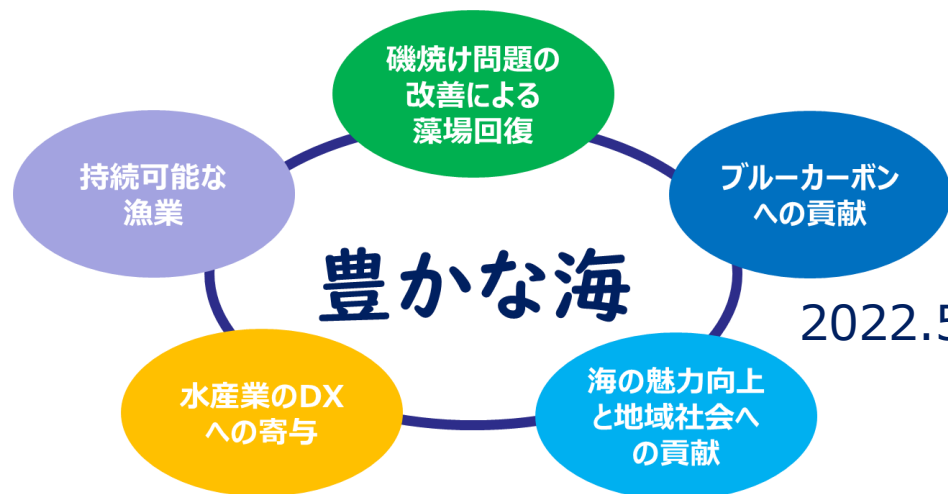 磯焼け問題の
改善による
藻場回復
持続可能な
漁業
ブルーカーボン
への貢献
豊かな海
2022.5
水産業のDX
への寄与
海の魅力向上
と地域社会へ
の貢献